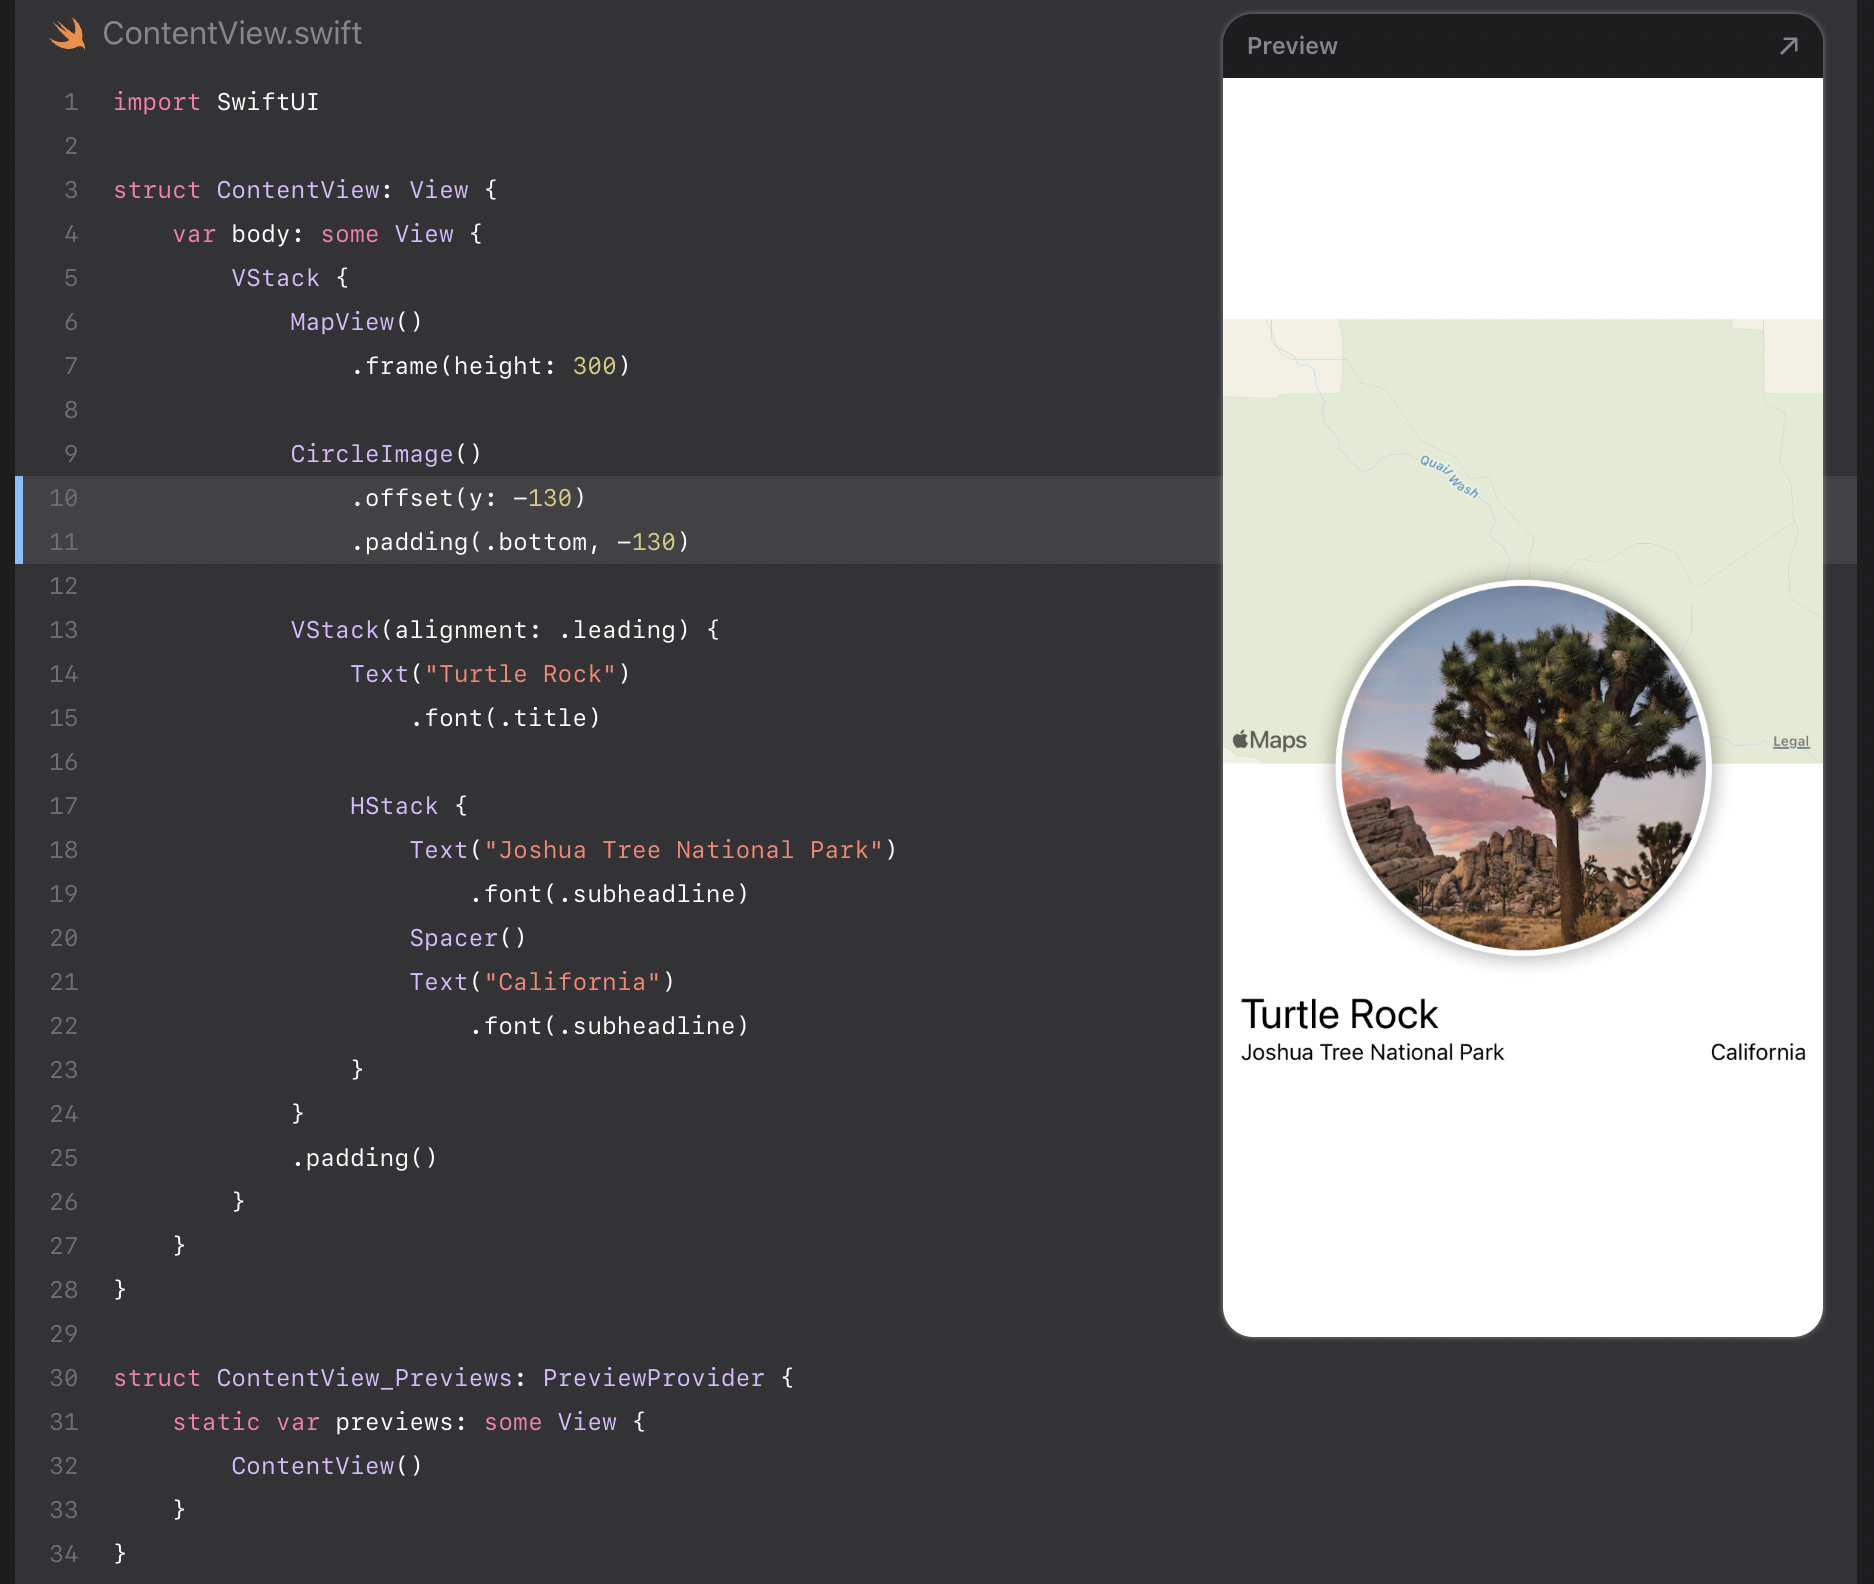 ContentView.swift
1 import SwiftUI
2
3 struct ContentView: View {
4     var body: some View {
5         VStack {
6             MapView()
7                 .frame(height: 300)
8
9             CircleImage()
10                 .offset(y: -130)
11                 .padding(.bottom, -130)
12
13             VStack(alignment: .leading) {
14                 Text("Turtle Rock")
15                     .font(.title)
16
17                 HStack {
18                     Text("Joshua Tree National Park")
19                         .font(.subheadline)
20                     Spacer()
21                     Text("California")
22                         .font(.subheadline)
23                 }
24             }
25             .padding()
26         }
27     }
28 }
29
30 struct ContentView_Previews: PreviewProvider {
31     static var previews: some View {
32         ContentView()
33     }
34 }
Preview
Quail Wash
Maps
Legal
Turtle Rock
Joshua Tree National Park California